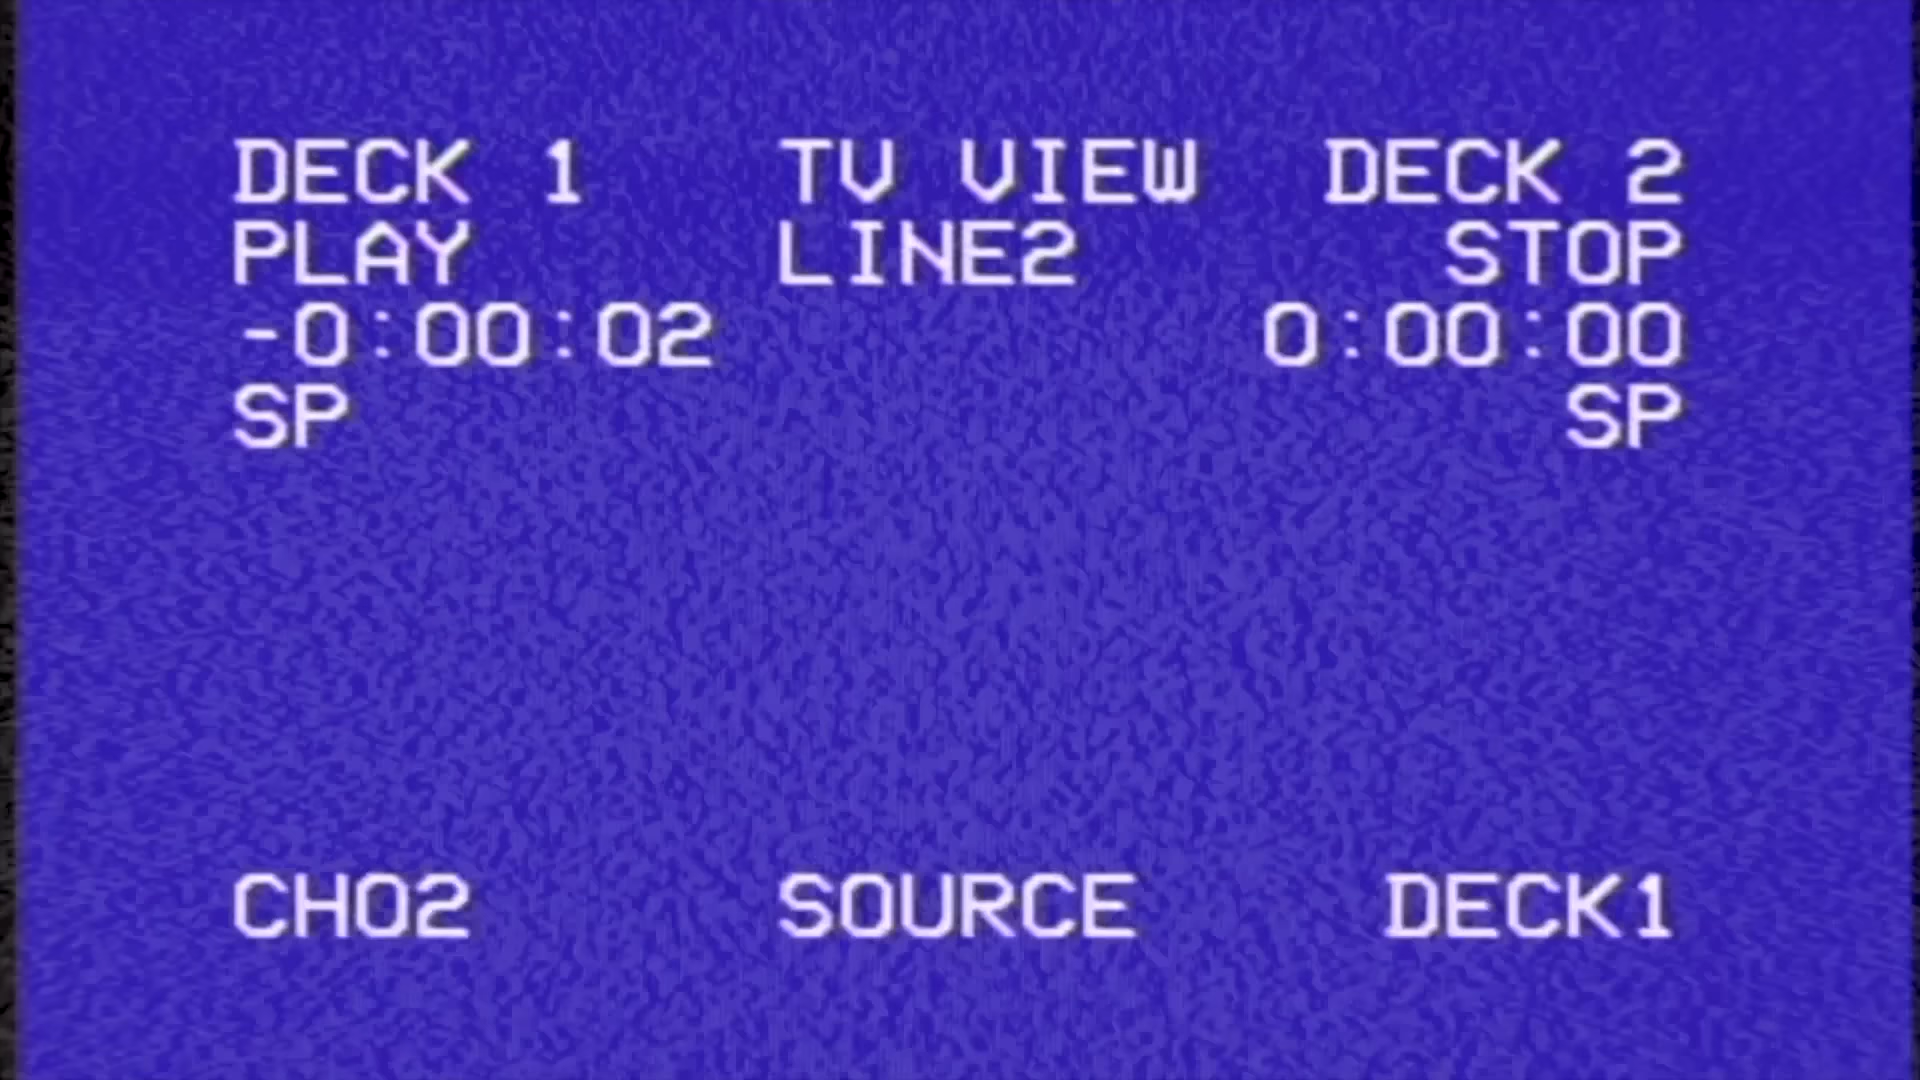 DECK 1 TV VIEW DECK 2
PLAY LINE2 STOP
-0:00:02 0:00:00
SP SP
CH02 SOURCE DECK1